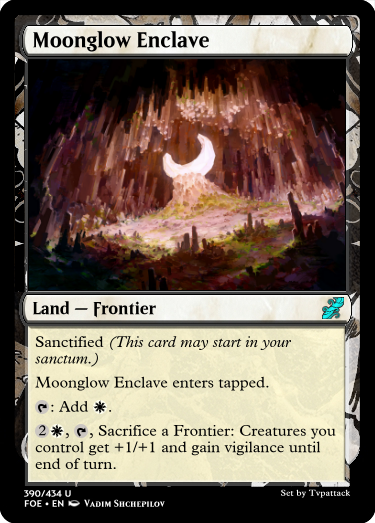 Moonglow Enclave
Land — Frontier
Sanctified (This card may start in your
sanctum.)
Moonglow Enclave enters tapped.
: Add .
2 , , Sacrifice a Frontier: Creatures you
control get +1/+1 and gain vigilance until
end of turn.
390/434 U
FOE • EN VADIM SHCHEPILOV
Set by Tvpattack